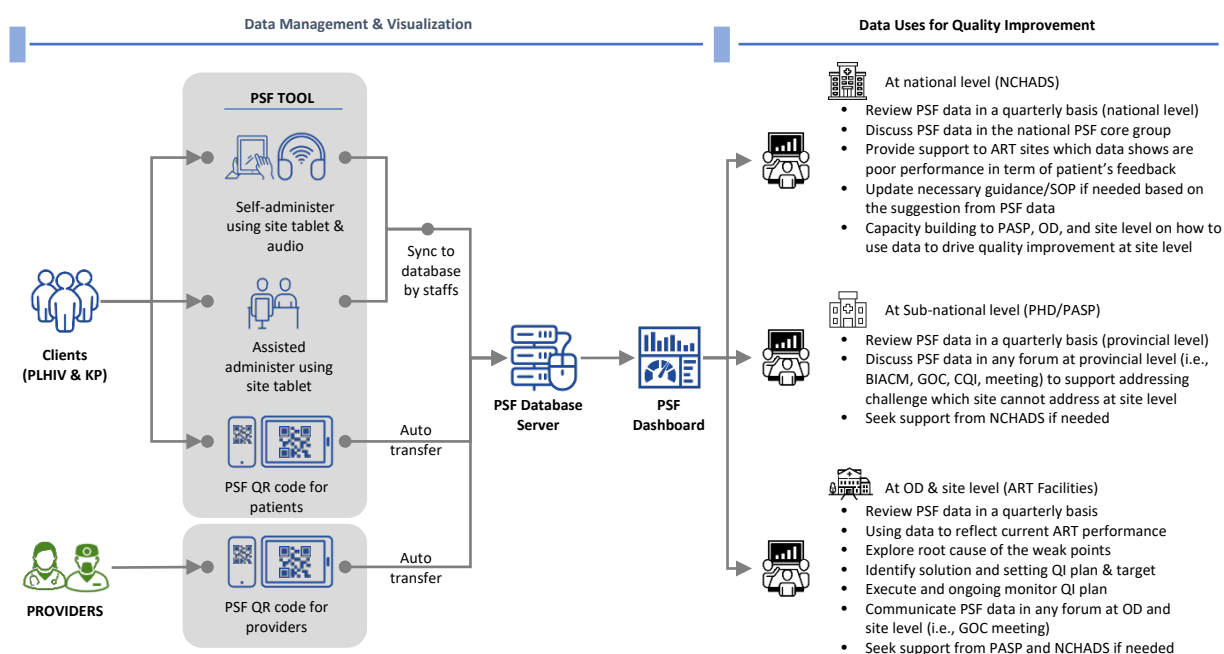 Data Management & Visualization
Data Uses for Quality Improvement
PSF TOOL
Self-administer
using site tablet &
audio
Sync to
database
by staffs
Assisted
administer using
site tablet
Clients
(PLHIV & KP)
PSF QR code for
patients
Auto
transfer
PROVIDERS
PSF QR code for
providers
Auto
transfer
PSF Database
Server
PSF
Dashboard
At national level (NCHADS)
• Review PSF data in a quarterly basis (national level)
• Discuss PSF data in the national PSF core group
• Provide support to ART sites which data shows are
poor performance in term of patient’s feedback
• Update necessary guidance/SOP if needed based on
the suggestion from PSF data
• Capacity building to PASP, OD, and site level on how to
use data to drive quality improvement at site level
At Sub-national level (PHD/PASP)
• Review PSF data in a quarterly basis (provincial level)
• Discuss PSF data in any forum at provincial level (i.e.,
BIACM, GOC, CQI, meeting) to support addressing
challenge which site cannot address at site level
• Seek support from NCHADS if needed
At OD & site level (ART Facilities)
• Review PSF data in a quarterly basis
• Using data to reflect current ART performance
• Explore root cause of the weak points
• Identify solution and setting QI plan & target
• Execute and ongoing monitor QI plan
• Communicate PSF data in any forum at OD and
site level (i.e., GOC meeting)
• Seek support from PASP and NCHADS if needed